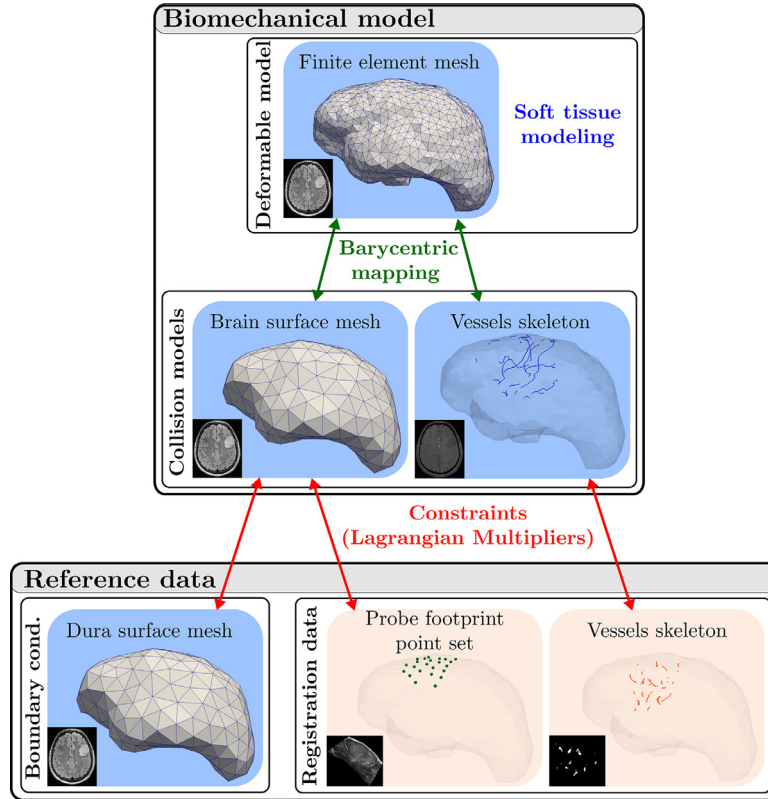 Biomechanical model
Deformable model
Finite element mesh
Soft tissue
modeling
Barycentric
mapping
Collision models
Brain surface mesh
Vessels skeleton
Constraints
(Lagrangian Multipliers)
Reference data
Boundary cond.
Dura surface mesh
Registration data
Probe footprint
point set
Vessels skeleton